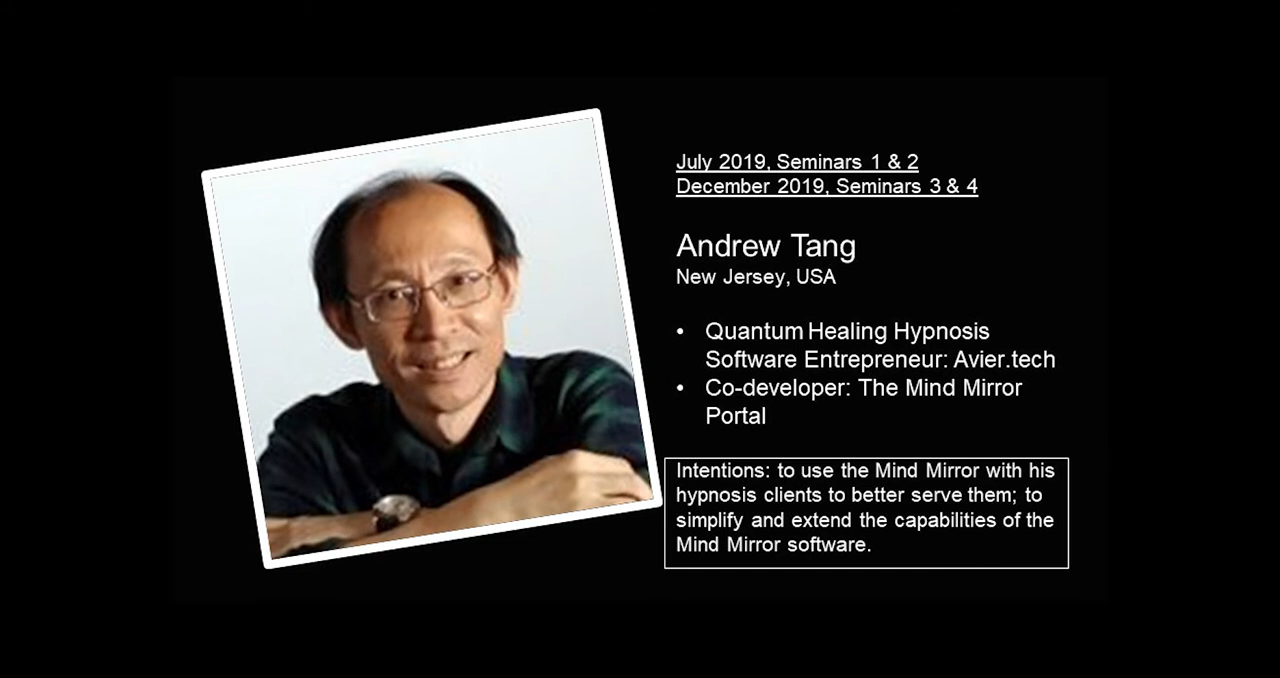 July 2019, Seminars 1 & 2
December 2019, Seminars 3 & 4
Andrew Tang
New Jersey, USA
• Quantum Healing Hypnosis
Software Entrepreneur: Avier.tech
• Co-developer: The Mind Mirror
Portal
Intentions: to use the Mind Mirror with his
hypnosis clients to better serve them; to
simplify and extend the capabilities of the
Mind Mirror software.